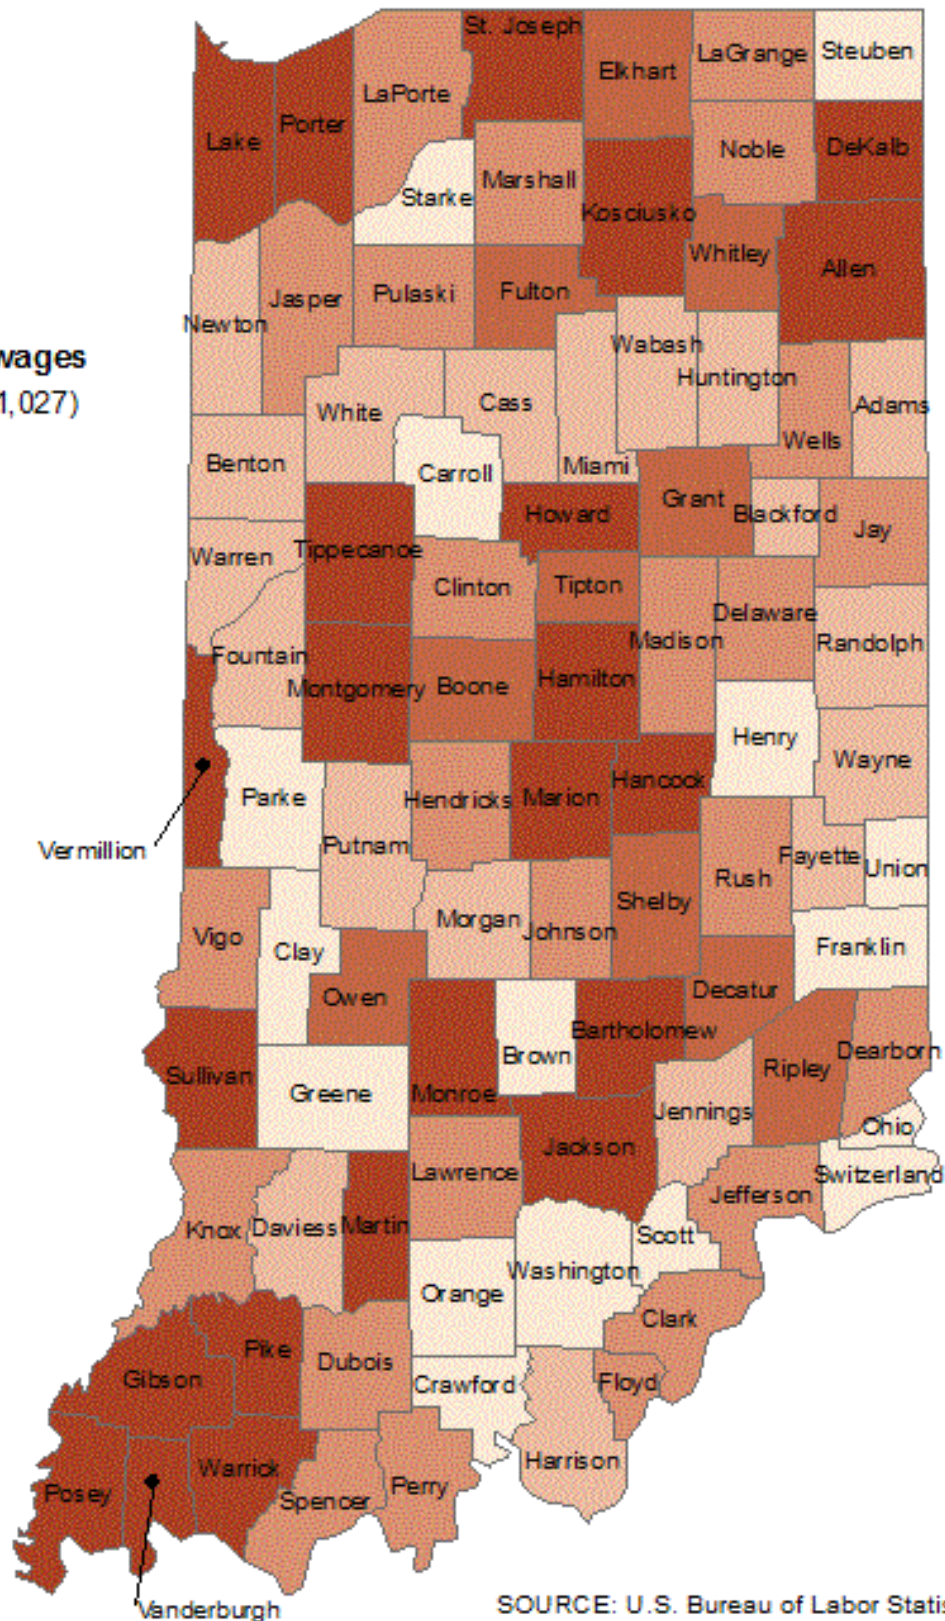 St. Joseph
Elkhart
LaGrange
Steuben
LaPorte
Lake
Porter
Noble
DeKalb
Starke
Marshall
Kosciusko
Whitley
Allen
Newton
Jasper
Pulaski
Fulton
wages
1,027)
Wabash
Huntington
White
Cass
Adams
Wells
Benton
Carroll
Miami
Grant
Blackford
Jay
Howard
Tippecanoe
Warren
Clinton
Tipton
Delaware
Madison
Randolph
Fountain
Montgomery
Boone
Hamilton
Henry
Wayne
Parke
Hendricks
Marion
Hancock
Vermillion
Putnam
Fayette
Union
Rush
Shelby
Morgan
Johnson
Vigo
Clay
Franklin
Owen
Decatur
Brown
Bartholomew
Dearborn
Ripley
Sullivan
Greene
Monroe
Jennings
Ohio
Jackson
Lawrence
Switzerland
Jefferson
Knox
Daviess
Martin
Scott
Washington
Orange
Clark
Pike
Dubois
Gibson
Crawford
Floyd
Harrison
Warrick
Posey
Spencer
Perry
Vanderburgh
SOURCE: U.S. Bureau of Labor Statis